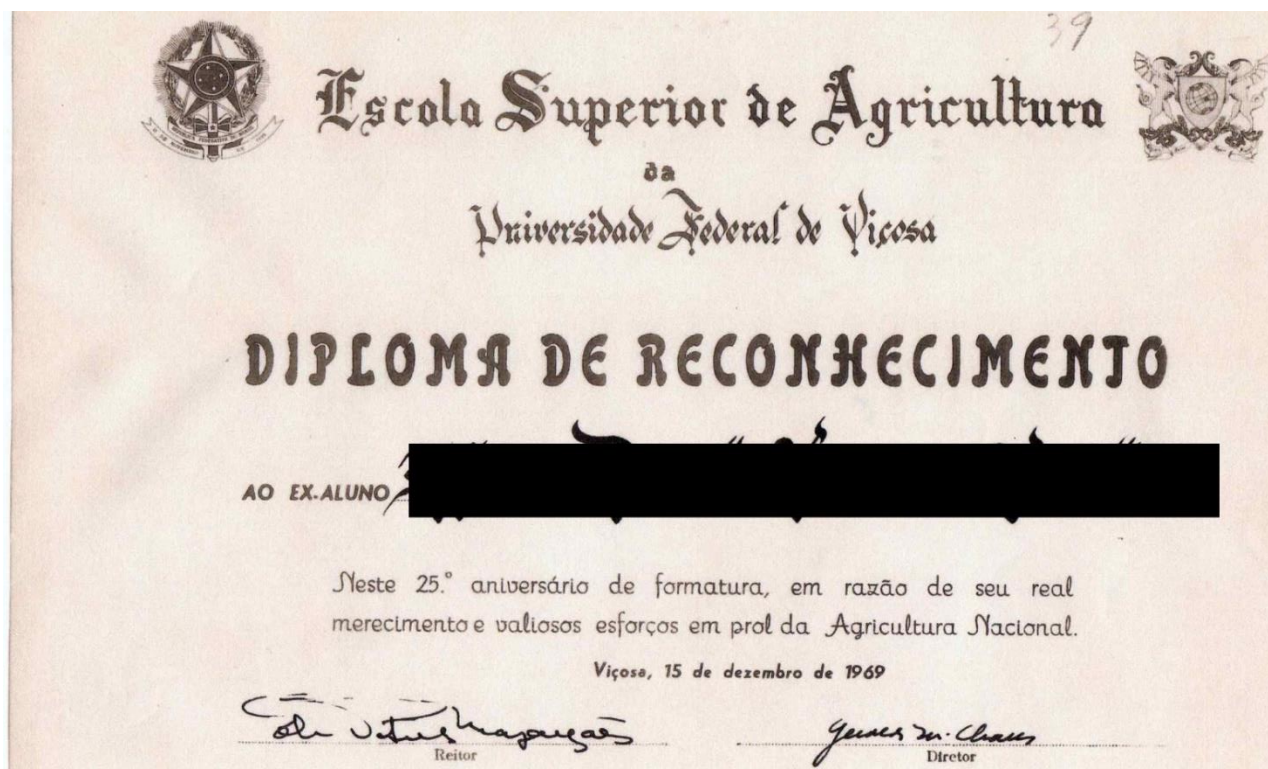 39
Escola Superior de Agricultura
da
Universidade Federal de Viçosa
DIPLOMA DE RECONHECIMENTO
AO EX-ALUNO
Neste 25.º aniversário de formatura, em razão de seu real
merecimento e valiosos esforços em prol da Agricultura Nacional.
Viçosa, 15 de dezembro de 1969
Reitor
Diretor